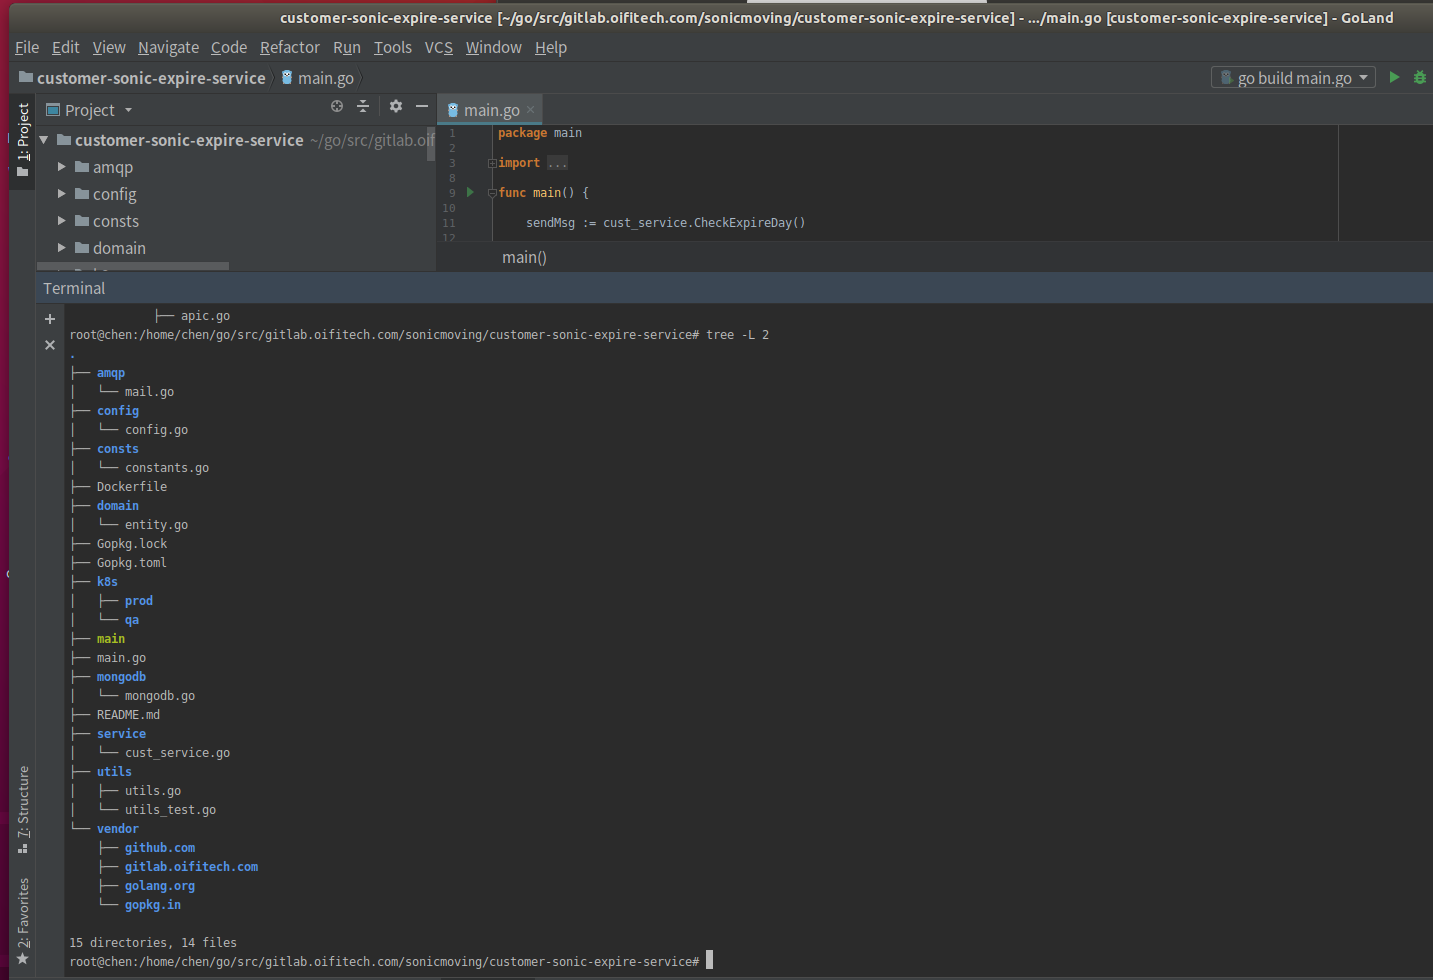 customer-sonic-expire-service [~/go/src/gitlab.oifitech.com/sonicmoving/customer-sonic-expire-service] - .../main.go [customer-sonic-expire-service] - GoLand
File Edit View Navigate Code Refactor Run Tools VCS Window Help
customer-sonic-expire-service main.go go build main.go
1: Project
Project
main.go ×
customer-sonic-expire-service ~/go/src/gitlab.oif
amqp
config
consts
domain
1 package main
2
3 import ...
8
9 func main() {
10
11 sendMsg := cust_service.CheckExpireDay()
12
main()
Terminal
├── apic.go
root@chen:/home/chen/go/src/gitlab.oifitech.com/sonicmoving/customer-sonic-expire-service# tree -L 2
.
├── amqp
│   └── mail.go
├── config
│   └── config.go
├── consts
│   └── constants.go
├── Dockerfile
├── domain
│   └── entity.go
├── Gopkg.lock
├── Gopkg.toml
├── k8s
│   ├── prod
│   └── qa
├── main
├── main.go
├── mongodb
│   └── mongodb.go
├── README.md
├── service
│   └── cust_service.go
├── utils
│   ├── utils.go
│   └── utils_test.go
└── vendor
    ├── github.com
    ├── gitlab.oifitech.com
    ├── golang.org
    └── gopkg.in
15 directories, 14 files
root@chen:/home/chen/go/src/gitlab.oifitech.com/sonicmoving/customer-sonic-expire-service#
7: Structure
2: Favorites